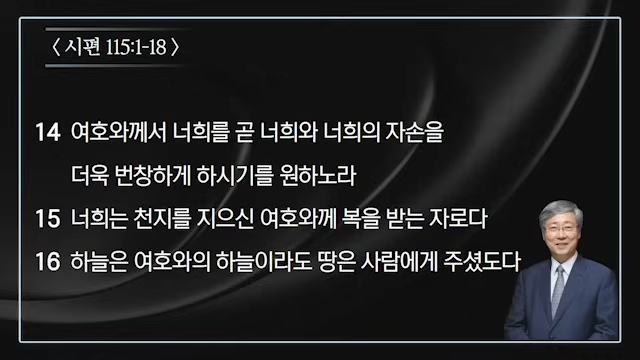 < 시편 115:1-18 >
14 여호와께서 너희를 곧 너희와 너희의 자손을
더욱 번창하게 하시기를 원하노라
15 너희는 천지를 지으신 여호와께 복을 받는 자로다
16 하늘은 여호와의 하늘이라도 땅은 사람에게 주셨도다